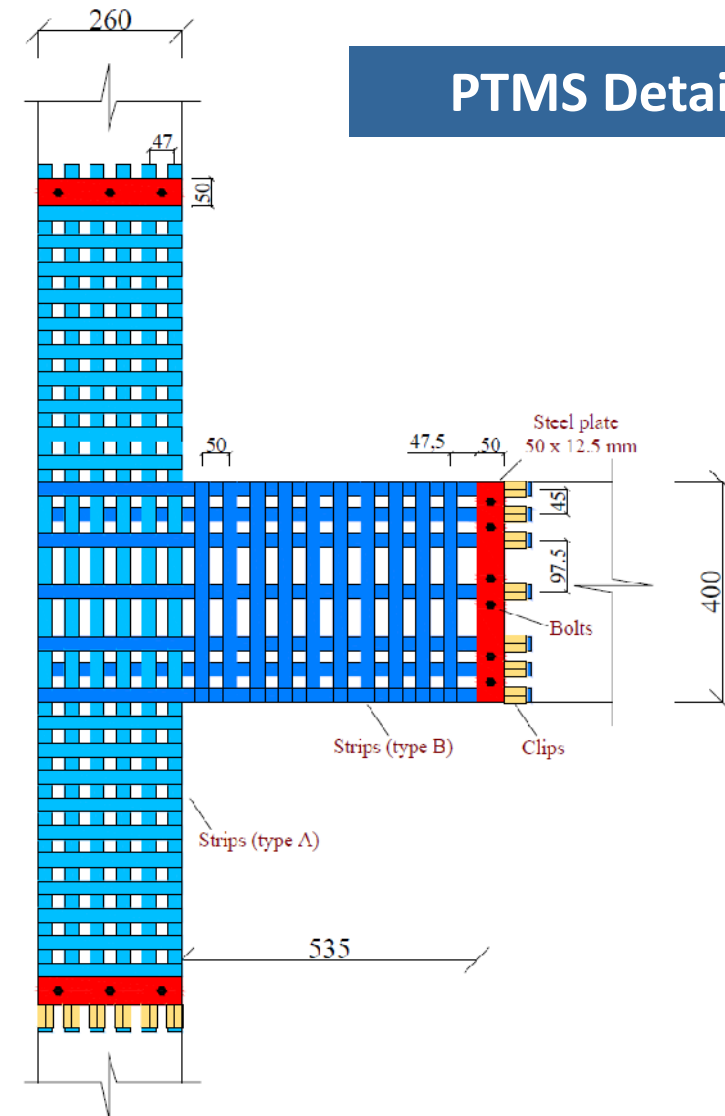 260
PTMS Detai
47
50
Steel plate
50 x 12.5 mm
50
47.5
50
45
97.5
400
Bolts
Strips (type B)
Clips
Strips (type A)
535